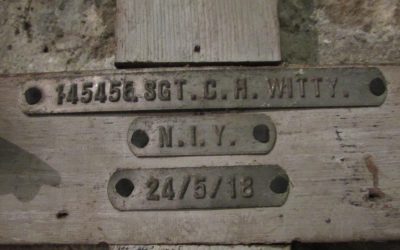 145456. SGT. C. H. WITTY.
N.I.Y.
24/5/18